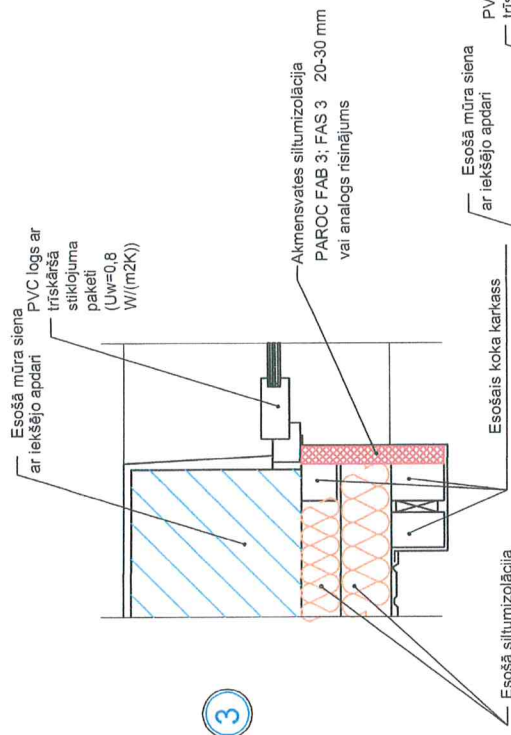 3
Esošā mūra siena
ar iekšējo apdari
PVC logs ar
trīskāršā
stiklojuma
paketi
(Uw=0,8
W/(m2K))
Akmensvates siltumizolācija
PAROC FAB 3; FAS 3 20-30 mm
vai analogs risinājums
Esošais koka karkass
Esošā siltumizolācija
Esošā mūra siena
ar iekšējo apdari